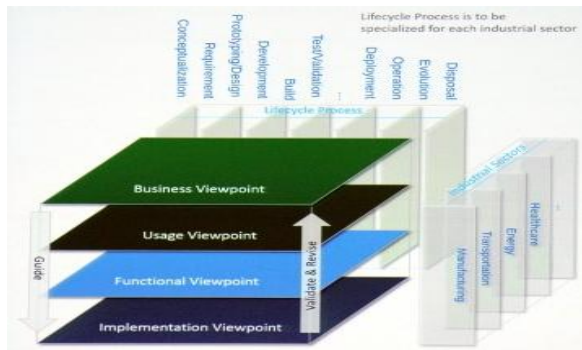 Lifecycle Process is to be
specialized for each industrial sector
Conceptualization
Requirement
Prototyping/Design
Development
Build
Test/Validation
Deployment
Operation
Evolution
Disposal
Lifecycle Process
Business Viewpoint
Usage Viewpoint
Functional Viewpoint
Implementation Viewpoint
Guide
Validate & Revise
Industrial Sectors
Manufacturing
Transportation
Energy
Healthcare